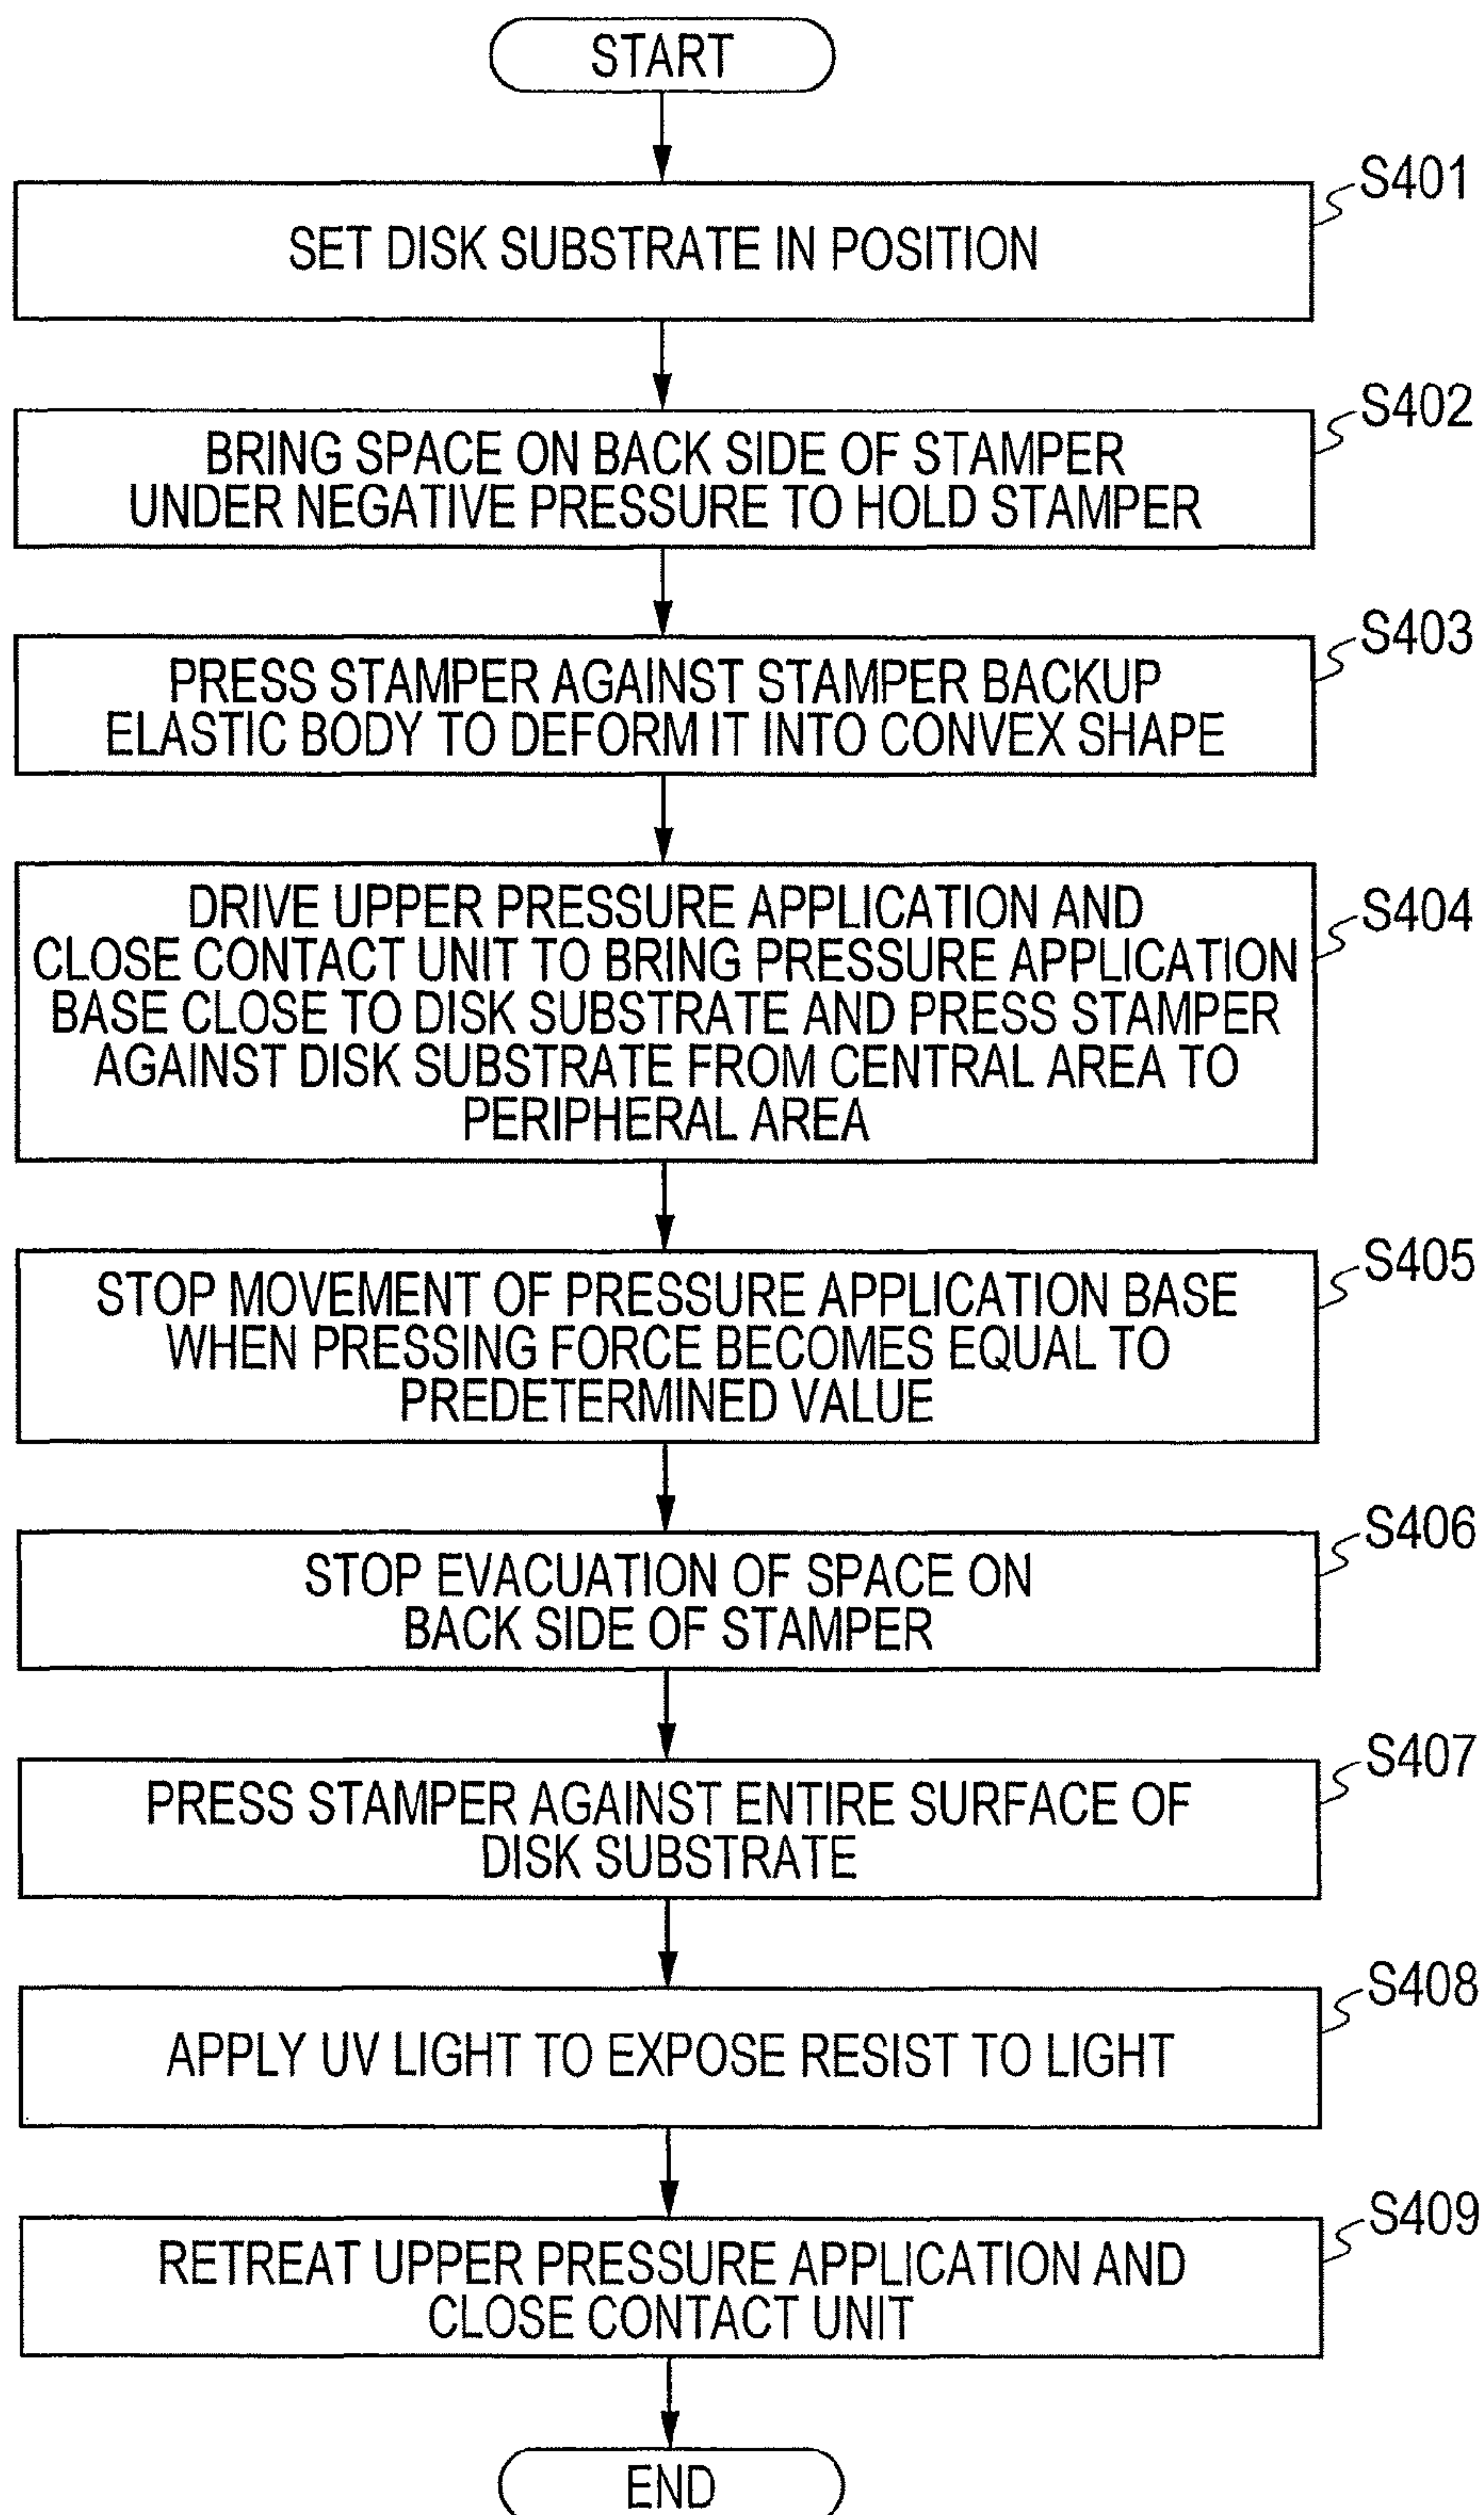 START
S401
SET DISK SUBSTRATE IN POSITION
S402
BRING SPACE ON BACK SIDE OF STAMPER
UNDER NEGATIVE PRESSURE TO HOLD STAMPER
S403
PRESS STAMPER AGAINST STAMPER BACKUP
ELASTIC BODY TO DEFORM IT INTO CONVEX SHAPE
S404
DRIVE UPPER PRESSURE APPLICATION AND
CLOSE CONTACT UNIT TO BRING PRESSURE APPLICATION
BASE CLOSE TO DISK SUBSTRATE AND PRESS STAMPER
AGAINST DISK SUBSTRATE FROM CENTRAL AREA TO
PERIPHERAL AREA
S405
STOP MOVEMENT OF PRESSURE APPLICATION BASE
WHEN PRESSING FORCE BECOMES EQUAL TO
PREDETERMINED VALUE
S406
STOP EVACUATION OF SPACE ON
BACK SIDE OF STAMPER
S407
PRESS STAMPER AGAINST ENTIRE SURFACE OF
DISK SUBSTRATE
S408
APPLY UV LIGHT TO EXPOSE RESIST TO LIGHT
S409
RETREAT UPPER PRESSURE APPLICATION AND
CLOSE CONTACT UNIT
END